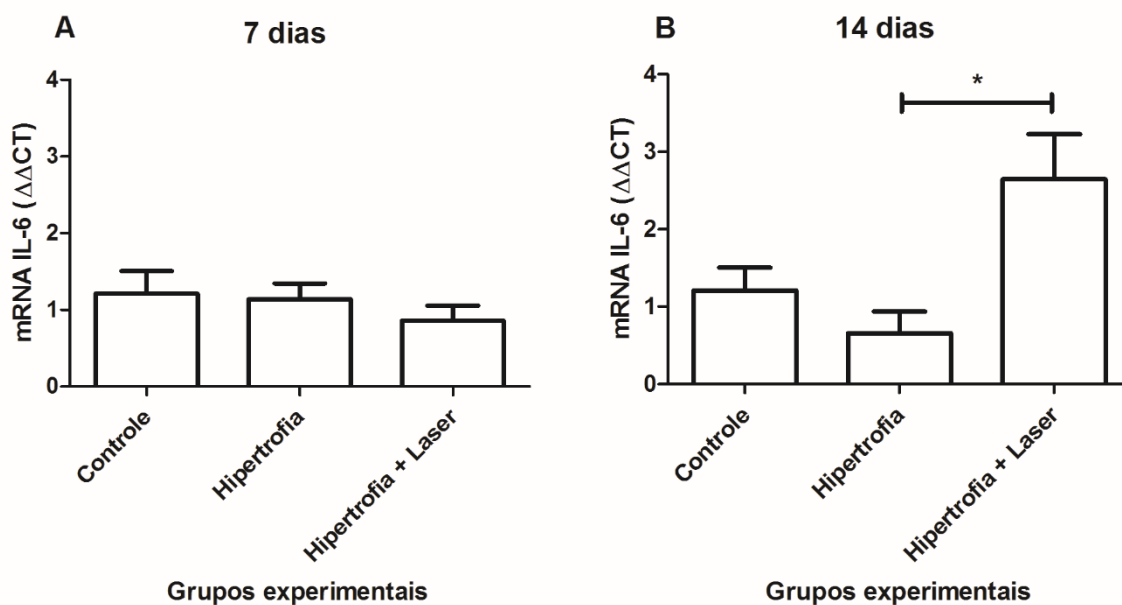 A
7 dias
mRNA IL-6 (ΔΔCT)
4
3
2
1
0
Controle
Hipertrofia
Hipertrofia + Laser
Grupos experimentais
B
14 dias
mRNA IL-6 (ΔΔCT)
4
3
2
1
0
*
Controle
Hipertrofia
Hipertrofia + Laser
Grupos experimentais